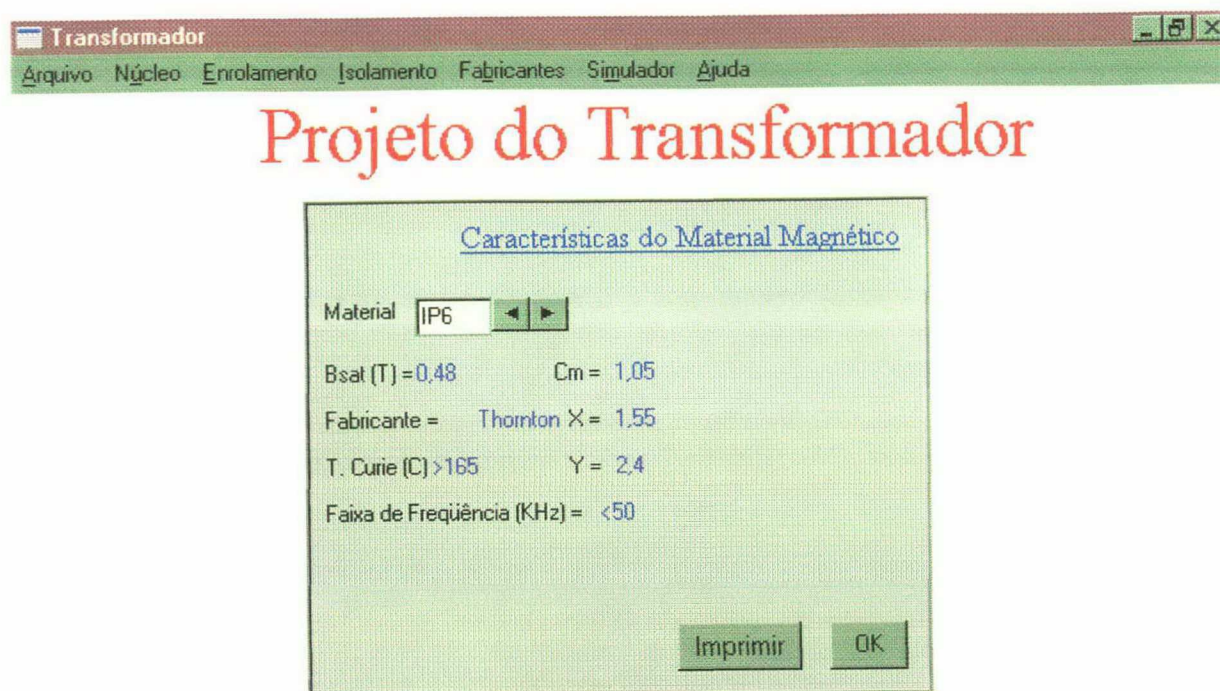 Transformador
Arquivo Núcleo Enrolamento Isolamento Fabricantes Simulador Ajuda
Projeto do Transformador
Características do Material Magnético
Material IP6
Bsat (T) =0,48 Cm = 1,05
Fabricante = Thornton X = 1,55
T. Curie (C) >165 Y = 2,4
Faixa de Freqüência (KHz) = <50
Imprimir OK